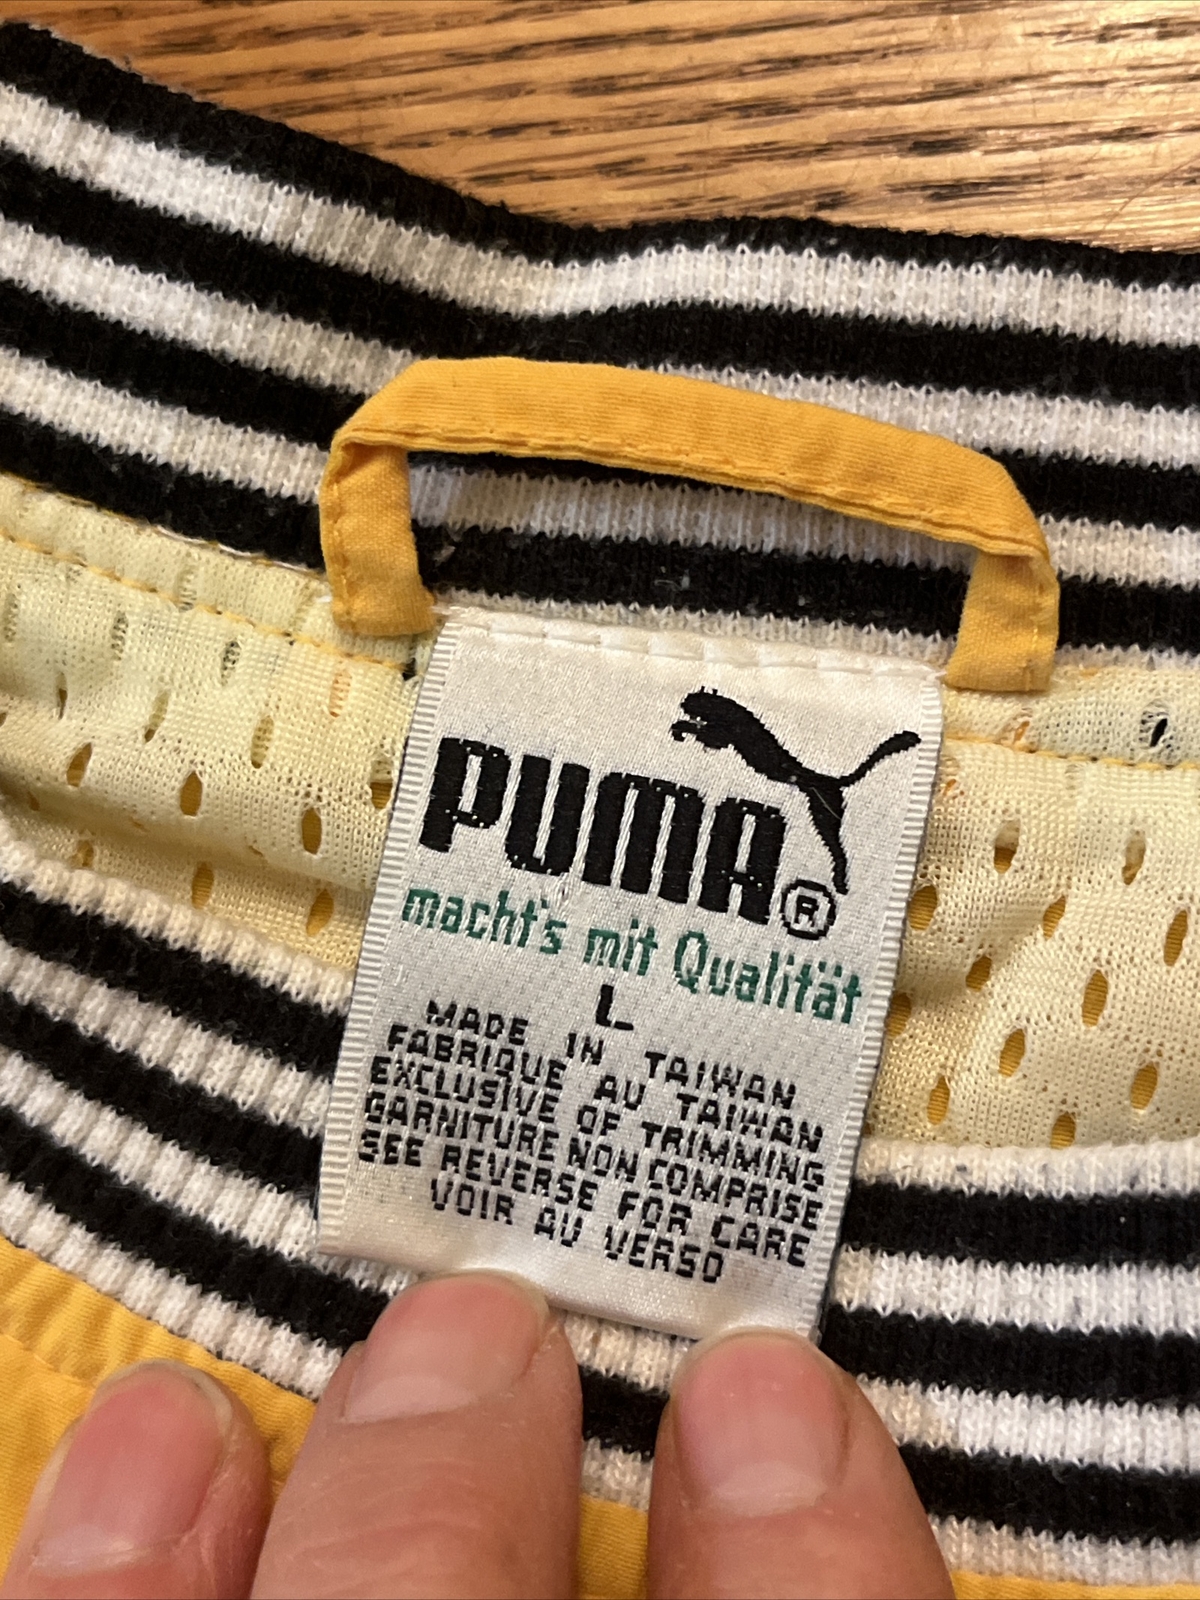 PUMA®
macht's mit Qualität
L
MADE IN TAIWAN
FABRIQUE AU TAIWAN
EXCLUSIVE OF TRIMMING
GARNITURE NON COMPRISE
SEE REVERSE FOR CARE
VOIR AU VERSO